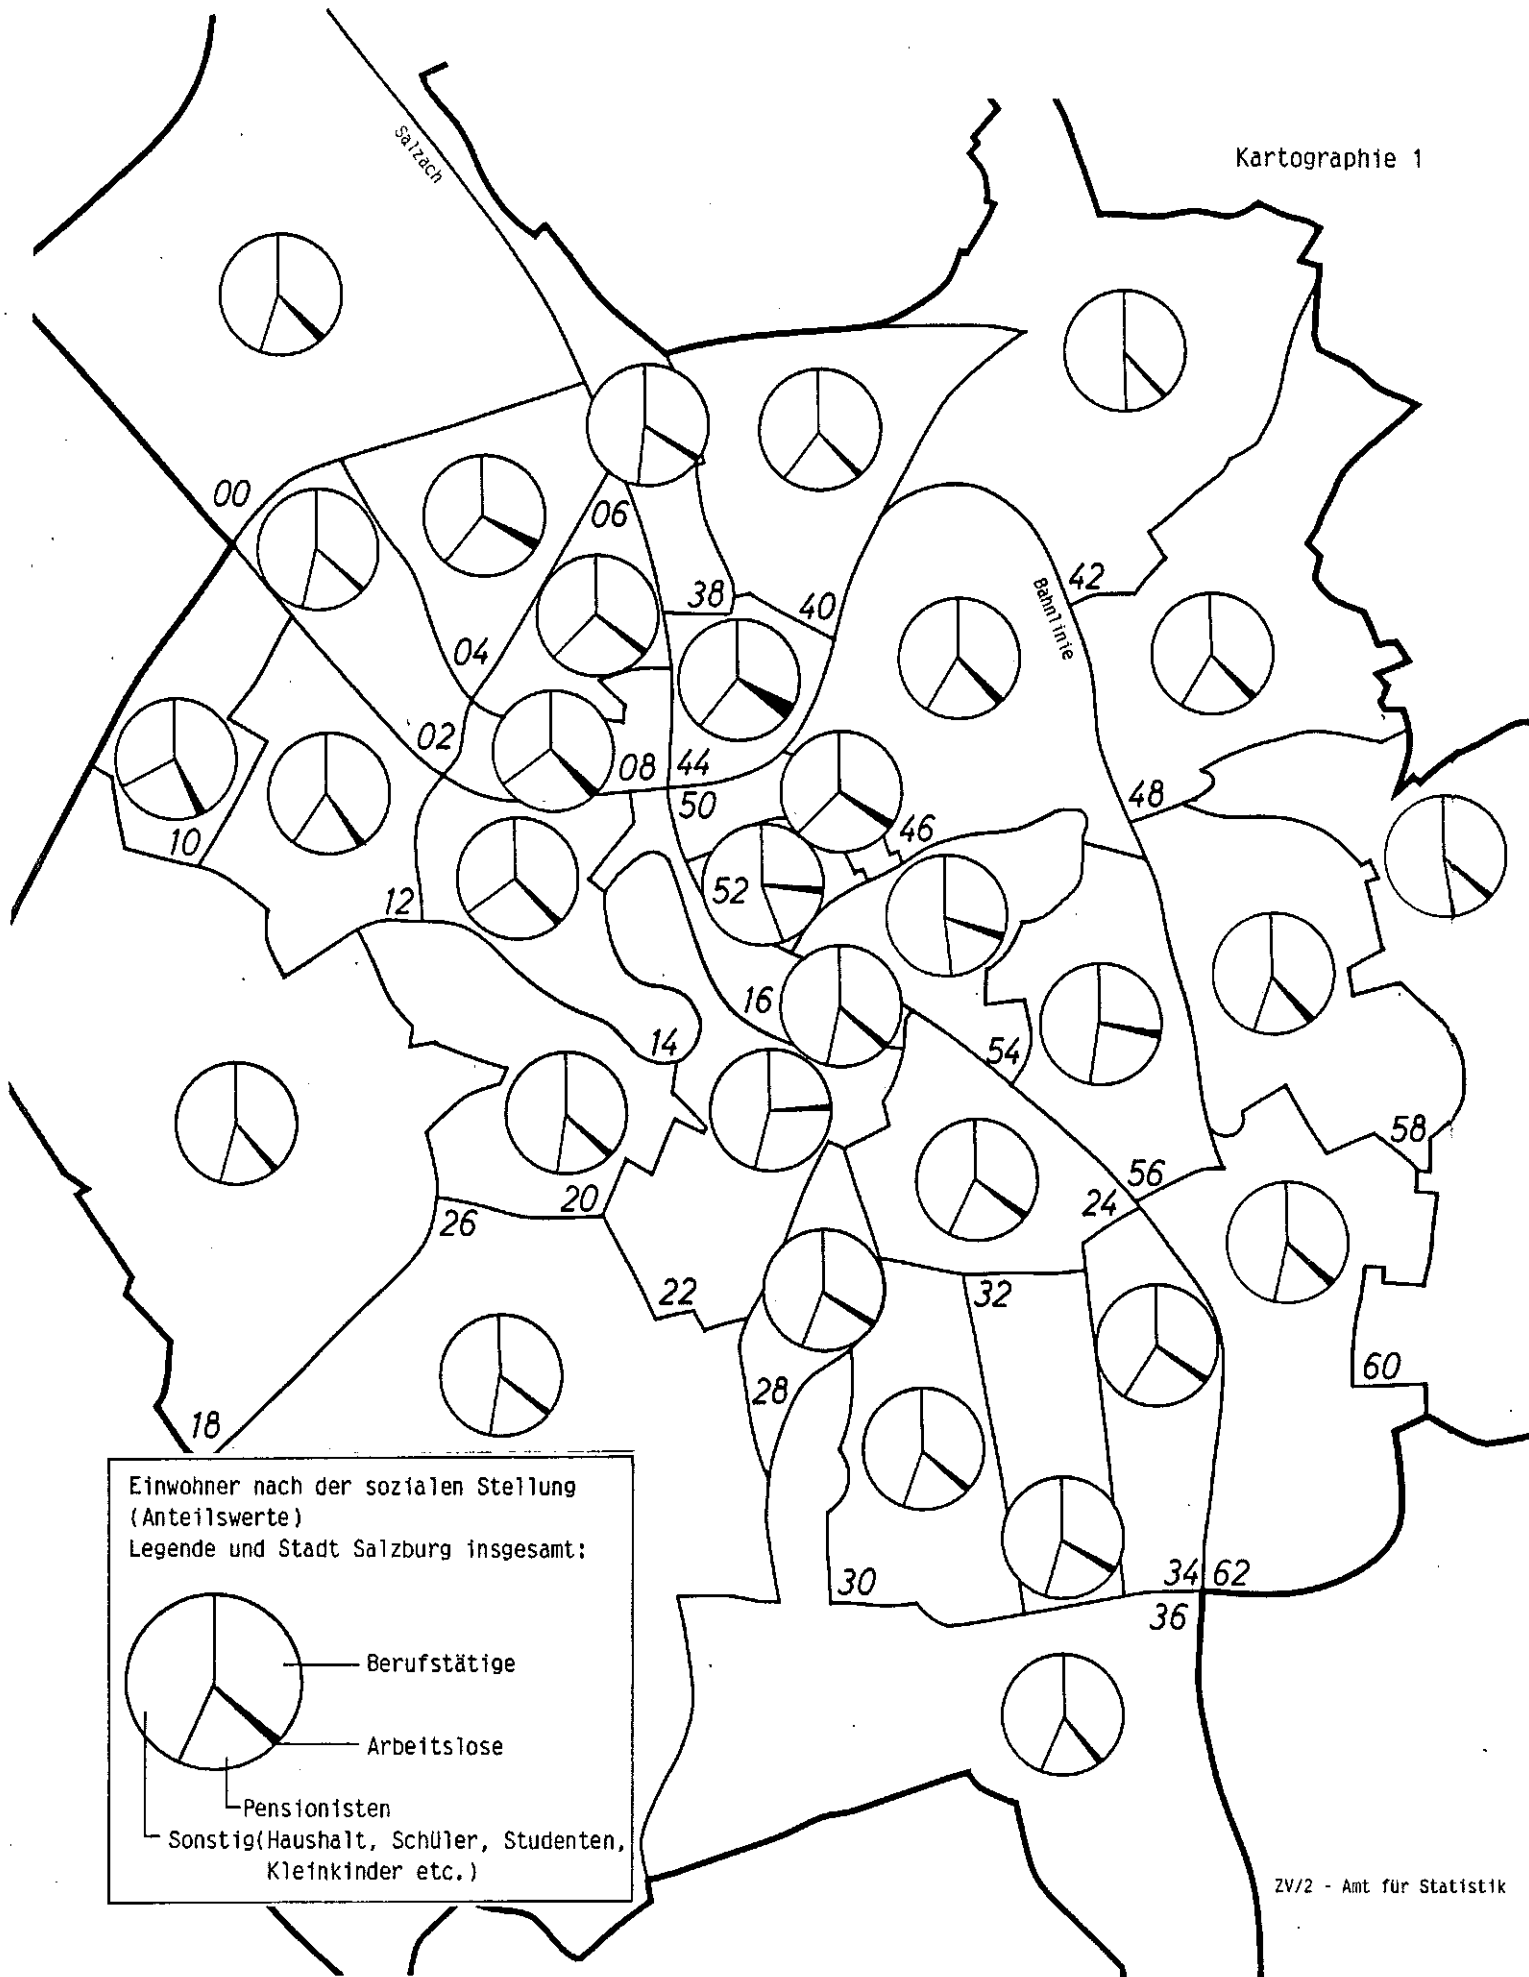 Kartographie 1
Salzach
00
06
38
40
42
Bahnlinie
04
02
08
44
50
48
46
10
12
52
16
14
54
58
56
24
20
26
22
32
28
60
18
30
34
62
36
Einwohner nach der sozialen Stellung
(Anteilswerte)
Legende und Stadt Salzburg insgesamt:
Berufstätige
Arbeitslose
Pensionisten
Sonstig(Haushalt, Schüler, Studenten,
Kleinkinder etc.)
ZV/2 - Amt für Statistik